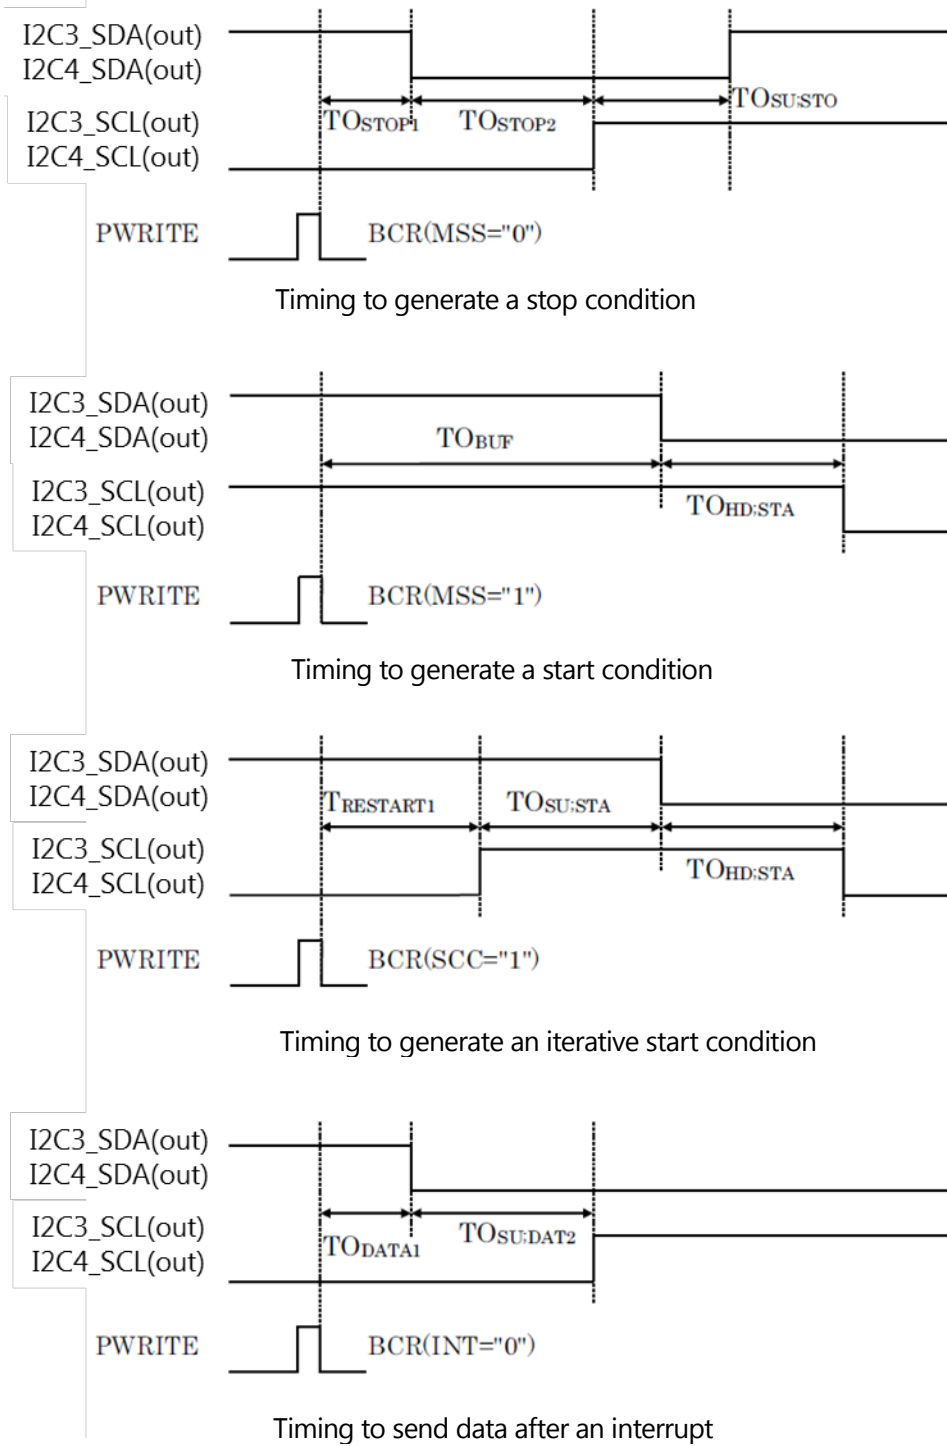 I2C3_SDA(out)
I2C4_SDA(out)
TOSU;STO
I2C3_SCL(out)
TOSTOP1 TOSTOP2
I2C4_SCL(out)
PWRITE BCR(MSS="0")
Timing to generate a stop condition
I2C3_SDA(out)
I2C4_SDA(out)
TOBUF
I2C3_SCL(out)
TOHD;STA
I2C4_SCL(out)
PWRITE BCR(MSS="1")
Timing to generate a start condition
I2C3_SDA(out)
I2C4_SDA(out)
TRESTART1 TOSU;STA
I2C3_SCL(out)
TOHD;STA
I2C4_SCL(out)
PWRITE BCR(SCC="1")
Timing to generate an iterative start condition
I2C3_SDA(out)
I2C4_SDA(out)
I2C3_SCL(out)
TODATA1 TOSU;DAT2
I2C4_SCL(out)
PWRITE BCR(INT="0")
Timing to send data after an interrupt